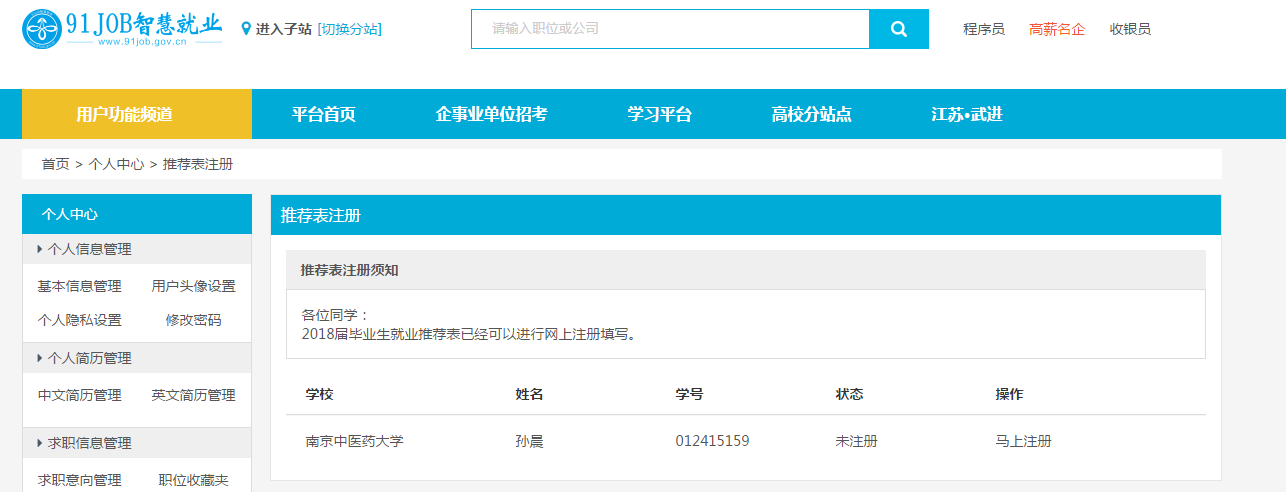 91JOB智慧就业
www.91job.gov.cn
进入子站 [切换分站]
请输入职位或公司
程序员 高薪名企 收银员
用户功能频道 平台首页 企事业单位招考 学习平台 高校分站点 江苏•武进
首页 > 个人中心 > 推荐表注册
个人中心
个人信息管理
基本信息管理 用户头像设置
个人隐私设置 修改密码
个人简历管理
中文简历管理 英文简历管理
求职信息管理
求职意向管理 职位收藏夹
推荐表注册
推荐表注册须知
各位同学：
2018届毕业生就业推荐表已经可以进行网上注册填写。
学校 姓名 学号 状态 操作
南京中医药大学 孙晨 012415159 未注册 马上注册